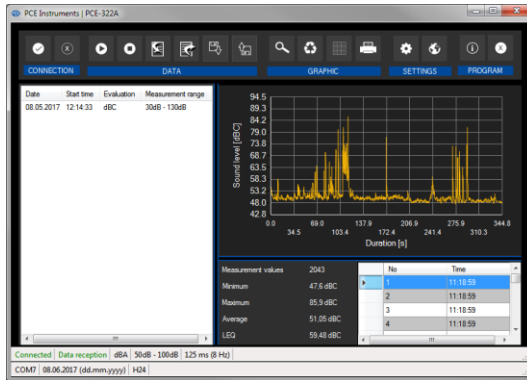 PCE Instruments | PCE-322A
CONNECTION DATA GRAPHIC SETTINGS PROGRAM
Date Start time Evaluation Measurement range
08.05.2017 12:14:33 dBC 30dB - 130dB
Sound level [dBC]
94.5
89.3
84.2
79.0
73.8
68.7
63.5
58.3
53.2
48.0
42.8
0.0 69.0 137.9 206.9 275.9 344.8
34.5 103.4 172.4 241.4 310.3
Duration [s]
Measurement values 2043
Minimum 47,6 dBC
Maximum 85,9 dBC
Average 51,05 dBC
LEQ 59,48 dBC
No Time
1 11:18:59
2 11:18:59
3 11:18:59
4 11:18:59
Connected Data reception dBA 50dB - 100dB 125 ms (8 Hz)
COM7 08.06.2017 (dd.mm.yyyy) H24